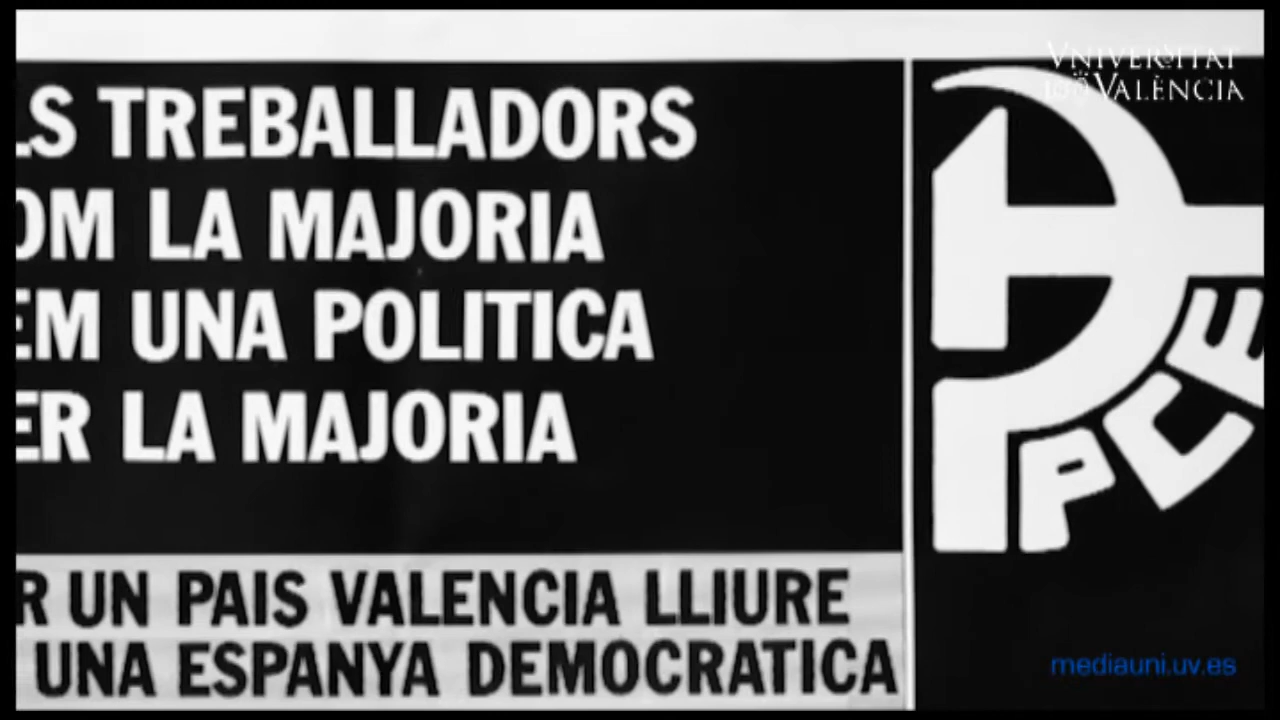 LS TREBALLADORS
OM LA MAJORIA
EM UNA POLITICA
ER LA MAJORIA
R UN PAIS VALENCIA LLIURE
UNA ESPANYA DEMOCRATICA
PCE
VNIVERSITAT
VALÈNCIA
mediauni.uv.es